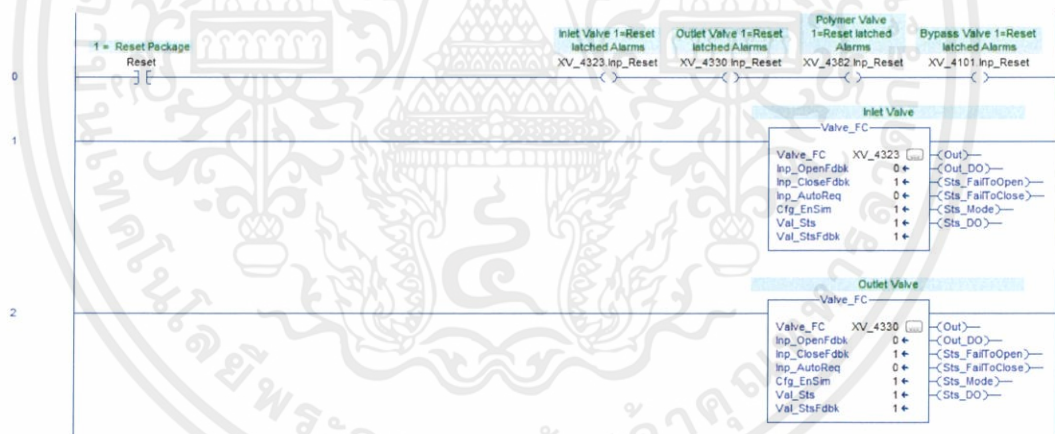 1 = Reset Package
Reset
Inlet Valve 1=Reset
latched Alarms
XV_4323.Inp_Reset
Outlet Valve 1=Reset
latched Alarms
XV_4330.Inp_Reset
Polymer Valve
1=Reset latched
Alarms
XV_4382.Inp_Reset
Bypass Valve 1=Reset
latched Alarms
XV_4101.Inp_Reset
0
1
Inlet Valve
Valve_FC
Valve_FC XV_4323 ... (Out)
Inp_OpenFdbk 0 (Out_DO)
Inp_CloseFdbk 1 (Sts_FailToOpen)
Inp_AutoReq 0 (Sts_FailToClose)
Cfg_EnSim 1 (Sts_Mode)
Val_Sts 1 (Sts_DO)
Val_StsFdbk 1
2
Outlet Valve
Valve_FC
Valve_FC XV_4330 ... (Out)
Inp_OpenFdbk 0 (Out_DO)
Inp_CloseFdbk 1 (Sts_FailToOpen)
Inp_AutoReq 0 (Sts_FailToClose)
Cfg_EnSim 1 (Sts_Mode)
Val_Sts 1 (Sts_DO)
Val_StsFdbk 1